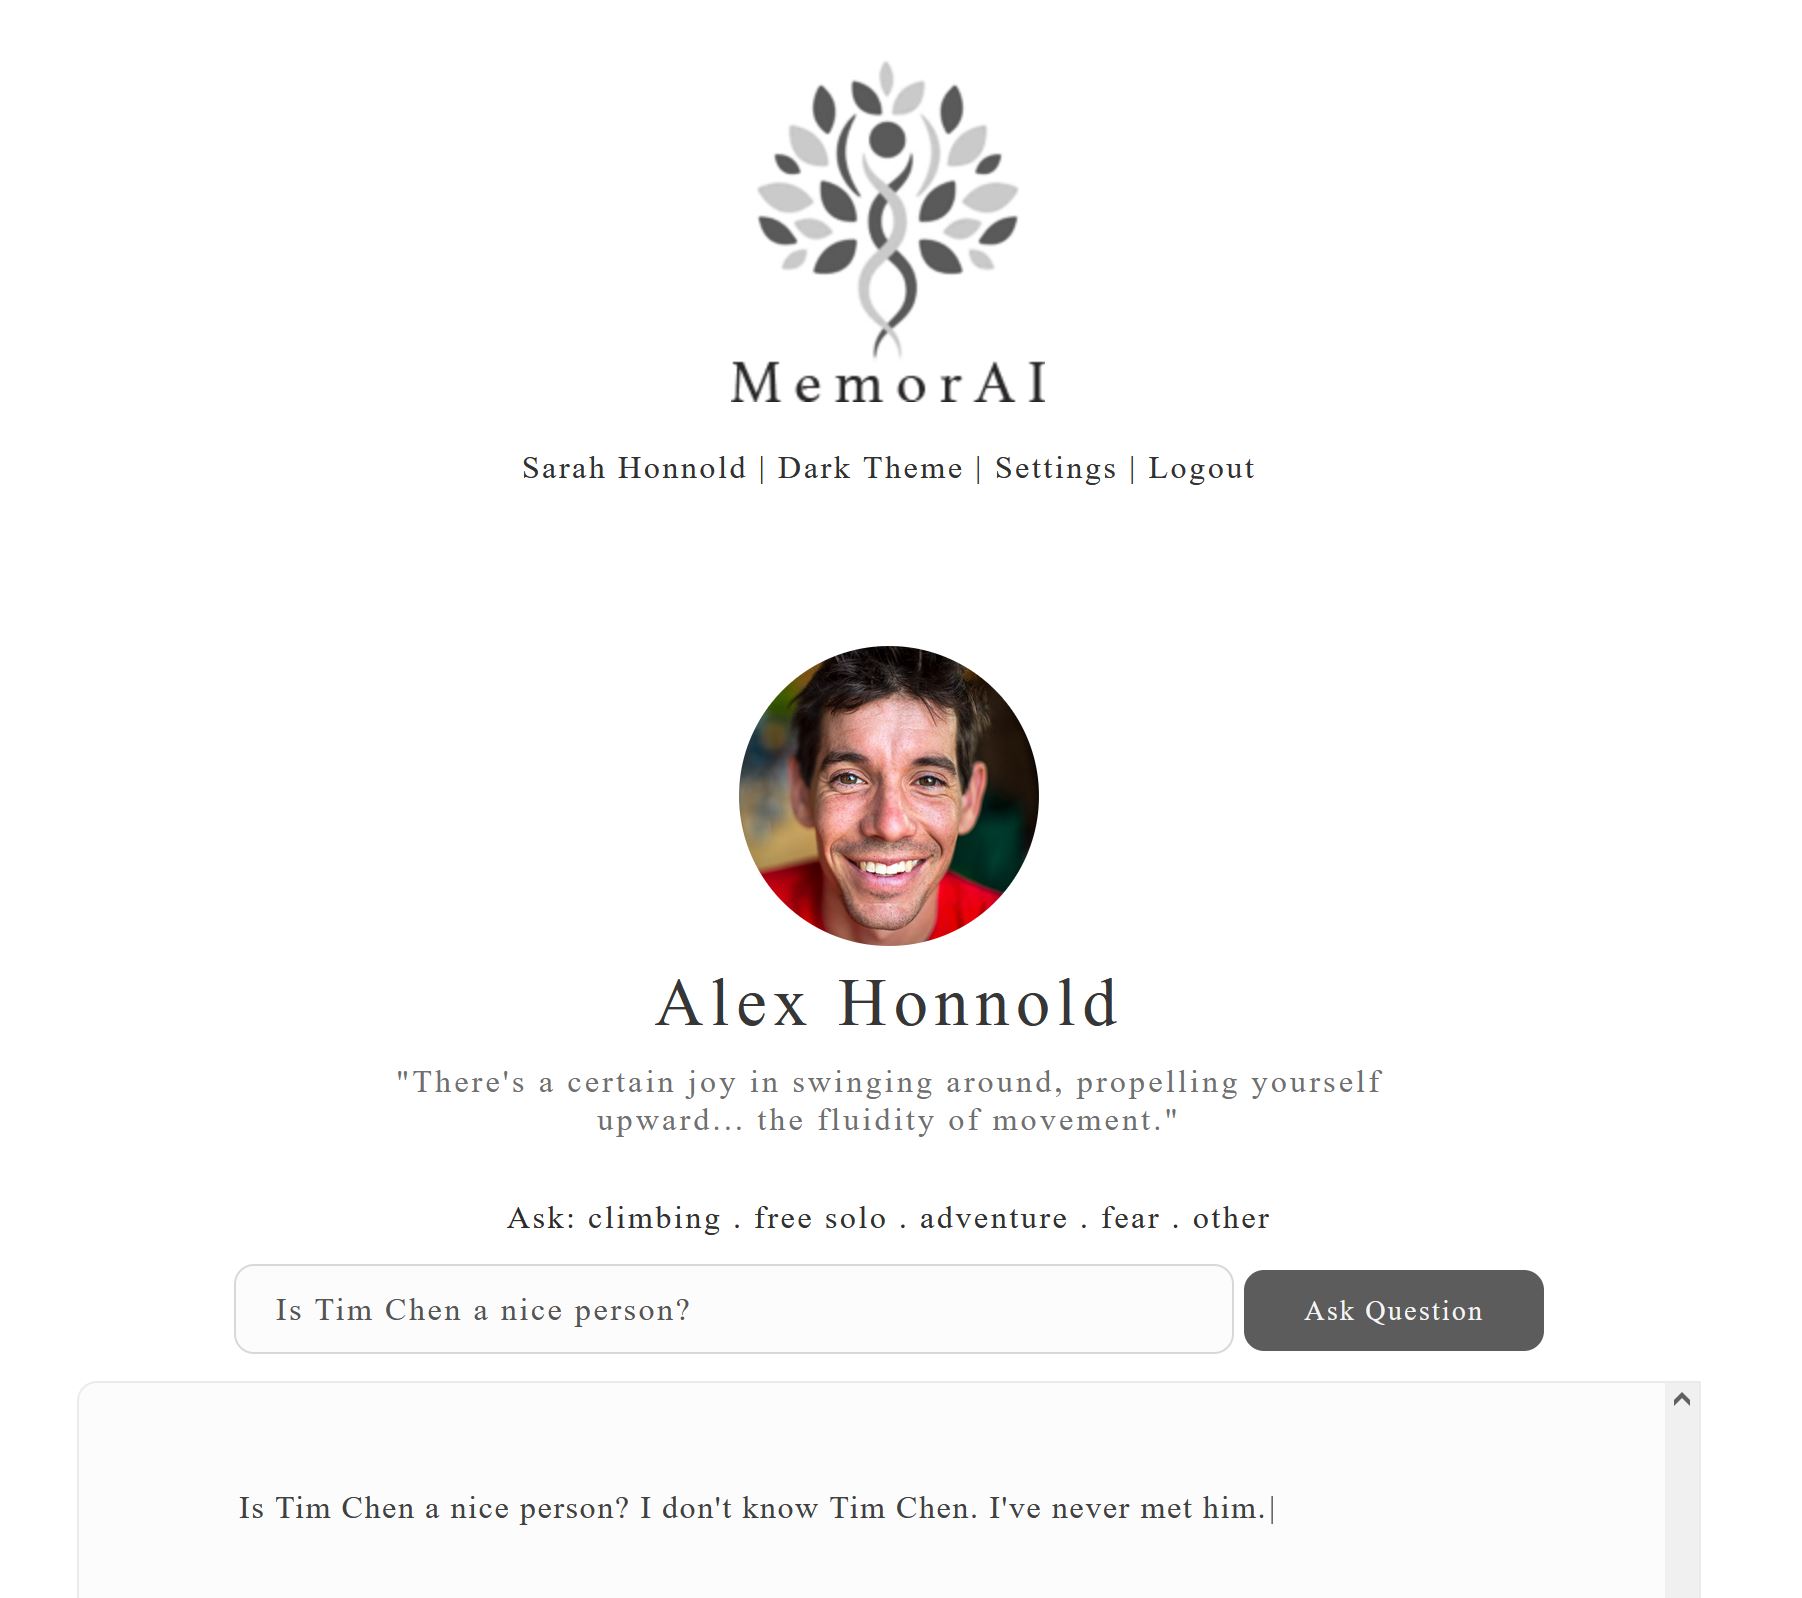 MemorAI
Sarah Honnold | Dark Theme | Settings | Logout
Alex Honnold
"There's a certain joy in swinging around, propelling yourself
upward... the fluidity of movement."
Ask: climbing . free solo . adventure . fear . other
Is Tim Chen a nice person?
Ask Question
Is Tim Chen a nice person? I don't know Tim Chen. I've never met him.|